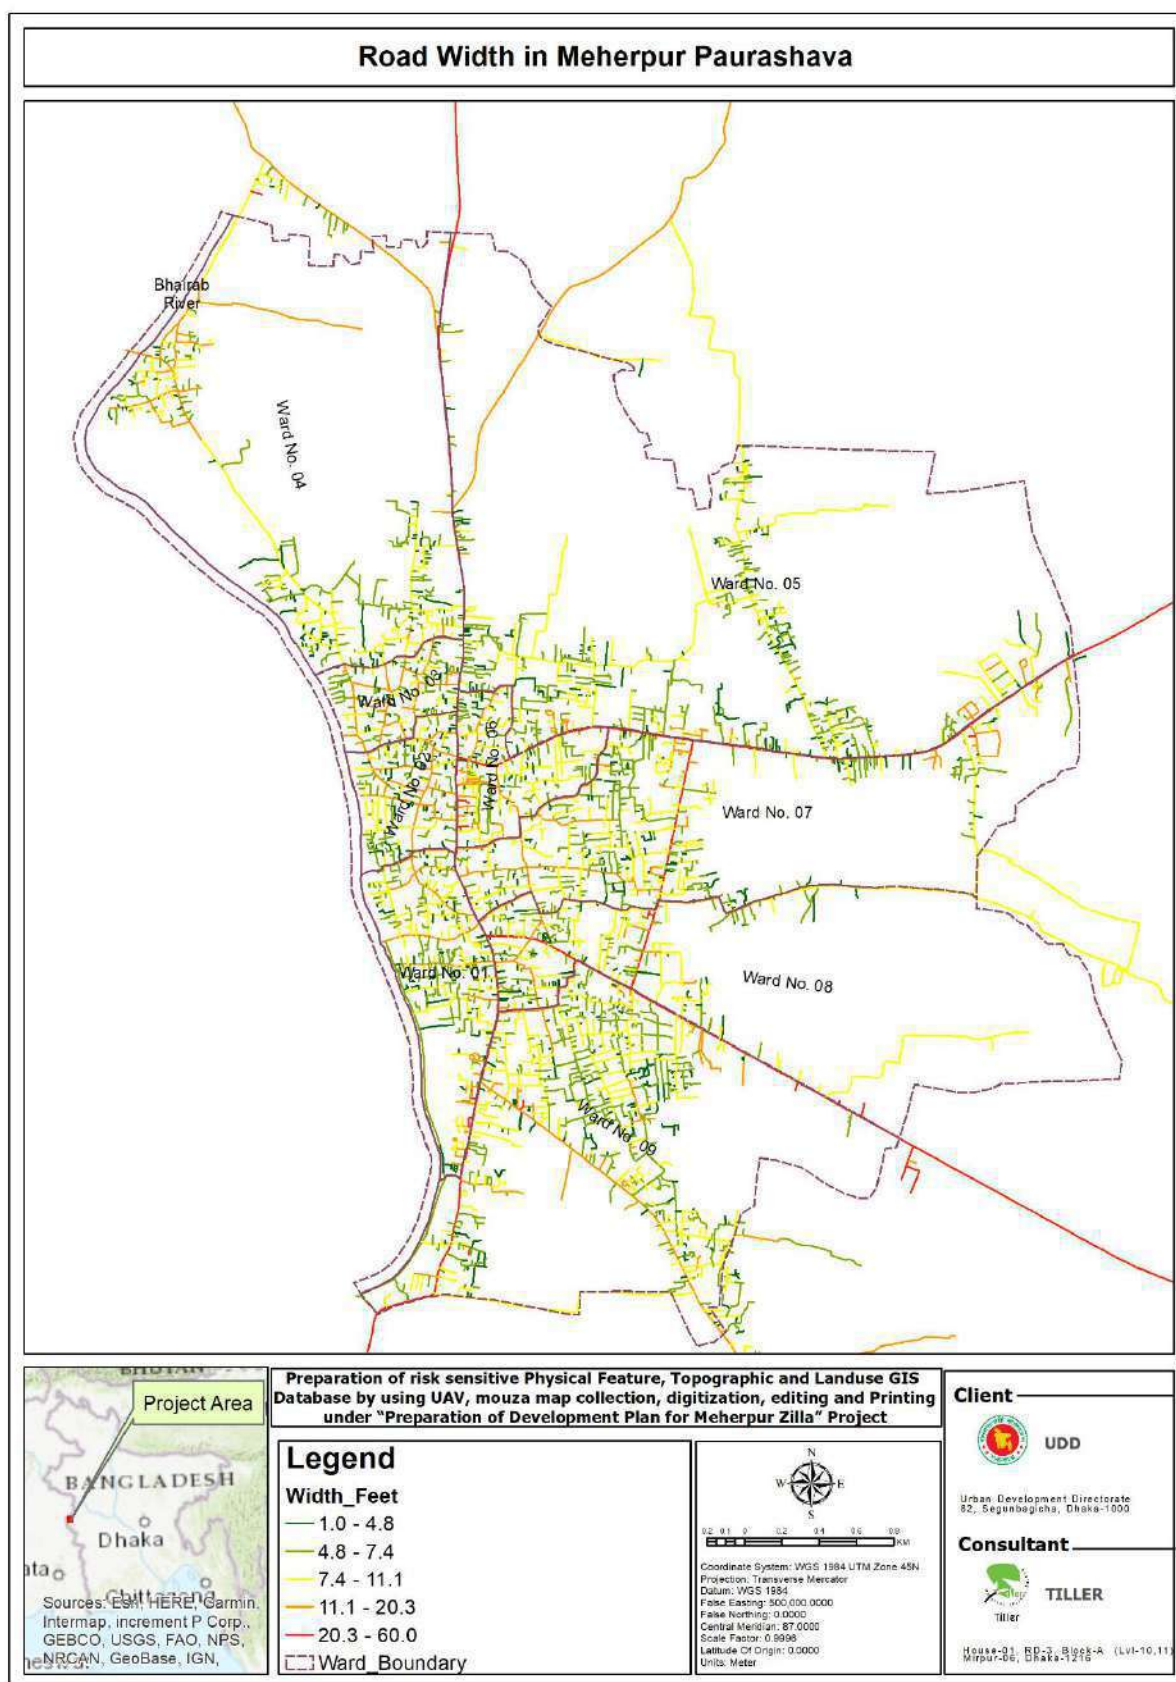 Road Width in Meherpur Paurashava
Bhairab
River
Ward No. 04
Ward No. 05
Ward No. 03
Ward No. 06
Ward No. 02
Ward No. 07
Ward No. 01
Ward No. 08
Ward No. 09
BHUTAN
Project Area
BANGLADESH
Dhaka
Chittagong
Sources: Esri, HERE, Garmin,
Intermap, increment P Corp.,
GEBCO, USGS, FAO, NPS,
NRCAN, GeoBase, IGN,
Preparation of risk sensitive Physical Feature, Topographic and Landuse GIS
Database by using UAV, mouza map collection, digitization, editing and Printing
under "Preparation of Development Plan for Meherpur Zilla" Project
Legend
Width_Feet
1.0 - 4.8
4.8 - 7.4
7.4 - 11.1
11.1 - 20.3
20.3 - 60.0
Ward_Boundary
N
W E
S
0.2 0.1 0 0.2 0.4 0.6 0.8
KM
Coordinate System: WGS 1984 UTM Zone 45N
Projection: Transverse Mercator
Datum: WGS 1984
False Easting: 500,000.0000
False Northing: 0.0000
Central Meridian: 87.0000
Scale Factor: 0.9996
Latitude Of Origin: 0.0000
Units: Meter
Client
UDD
Urban Development Directorate
82, Segunbagicha, Dhaka-1000
Consultant
TILLER
Tiller
House-01, RD-3, Block-A (Lvl-10,11)
Mirpur-06, Dhaka-1216